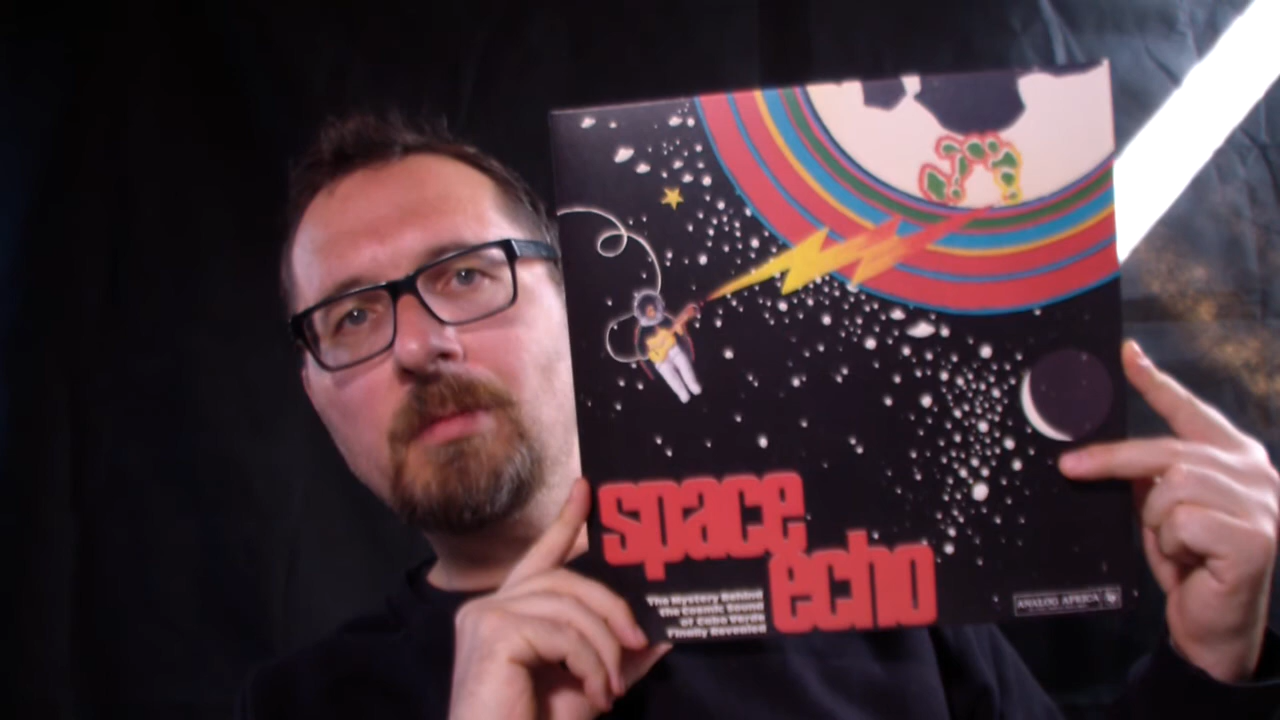 space
echo
The Mystery Behind
the Cosmic Sound
of Cabo Verde
Finally Revealed
ANALOG AFRICA